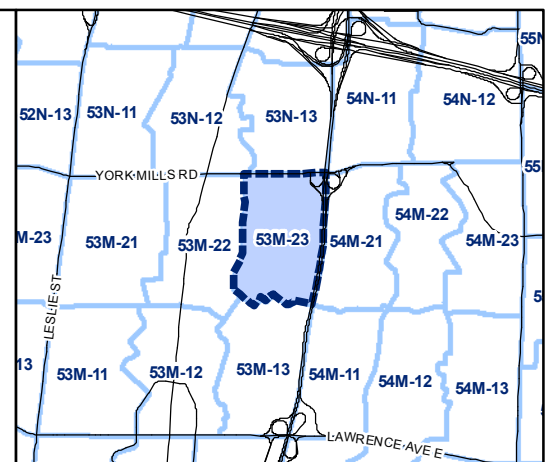 55N
52N-13
53N-11
53N-12
53N-13
54N-11
54N-12
55
YORK MILLS RD
M-23
53M-21
53M-22
53M-23
54M-21
54M-22
54M-23
5
LESLIE ST
13
53M-11
53M-12
53M-13
54M-11
54M-12
54M-13
LAWRENCE AVE E